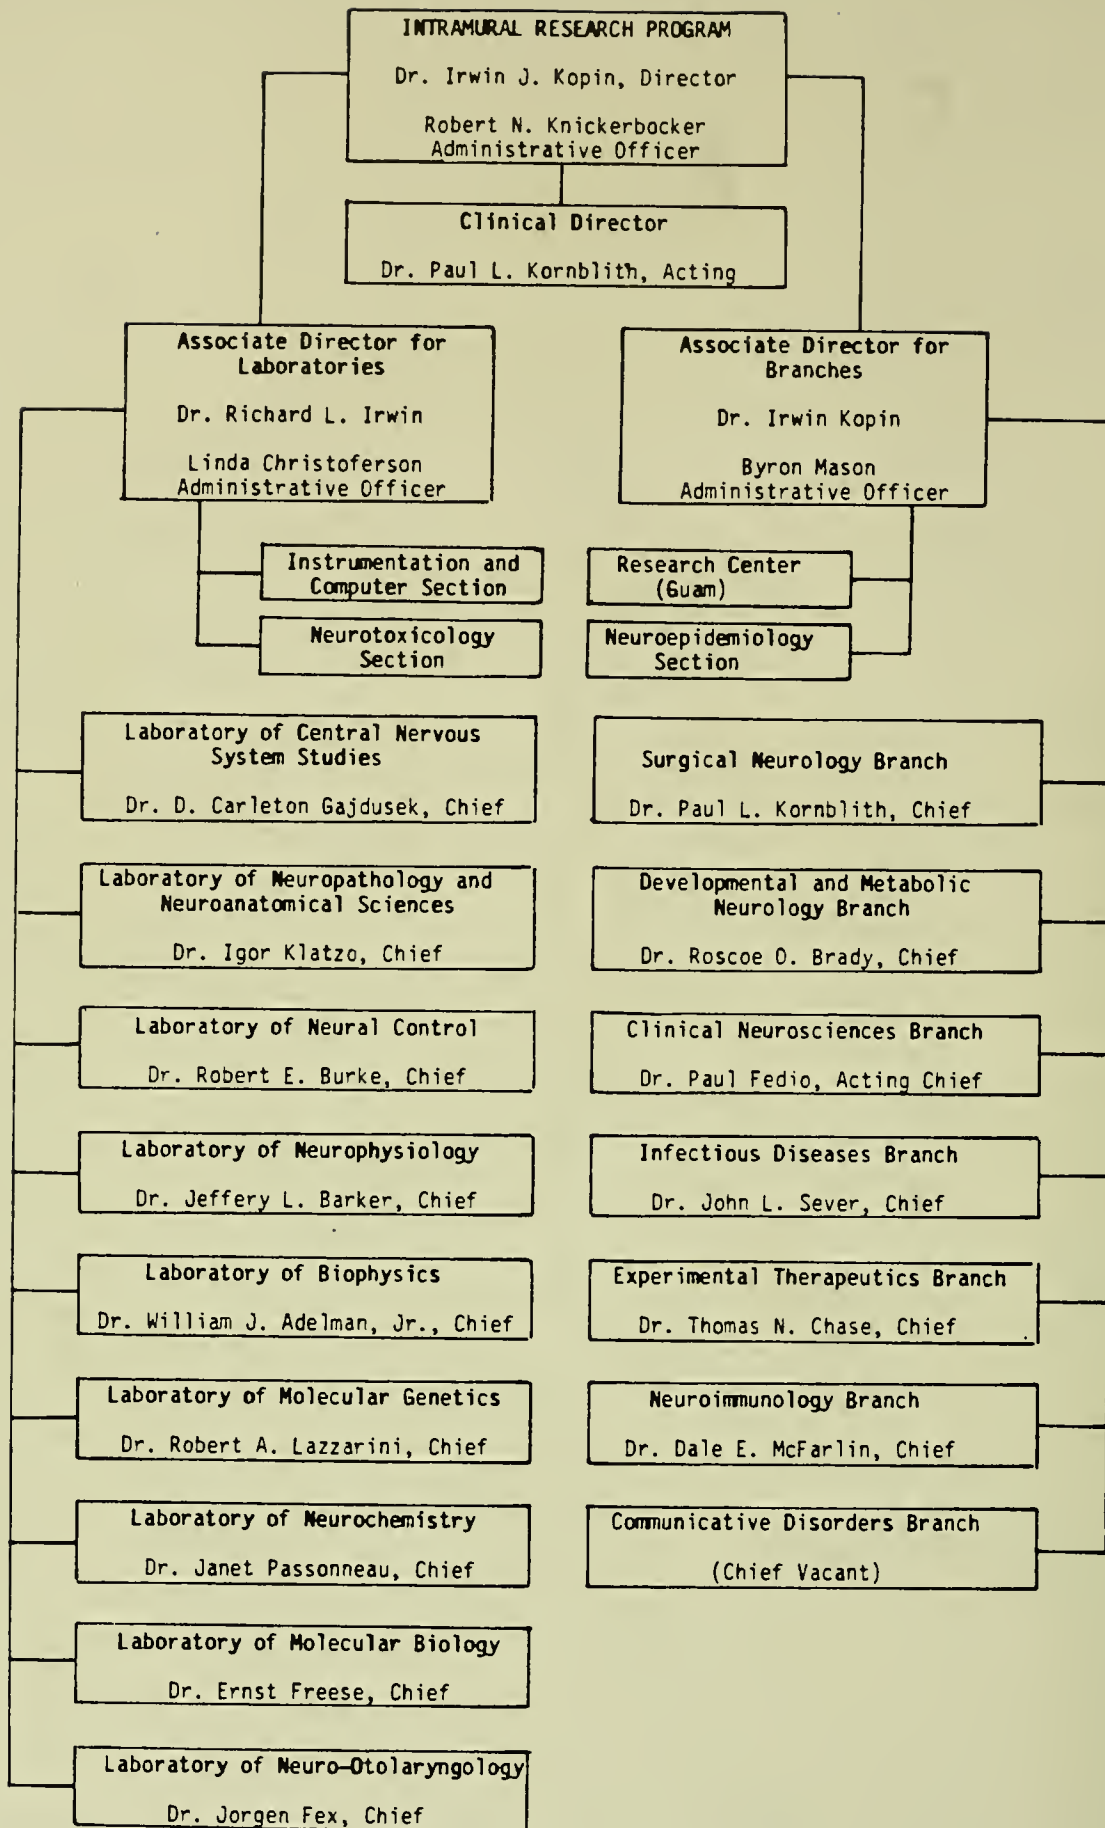 INTRAMURAL RESEARCH PROGRAM
Dr. Irwin J. Kopin, Director
Robert N. Knickerbocker
Administrative Officer
Clinical Director
Dr. Paul L. Kornblith, Acting
Associate Director for
Laboratories
Dr. Richard L. Irwin
Linda Christoferson
Administrative Officer
Associate Director for
Branches
Dr. Irwin Kopin
Byron Mason
Administrative Officer
Instrumentation and
Computer Section
Neurotoxicology
Section
Research Center
(Guam)
Neuroepidemiology
Section
Laboratory of Central Nervous
System Studies
Dr. D. Carleton Gajdusek, Chief
Laboratory of Neuropathology and
Neuroanatomical Sciences
Dr. Igor Klatzo, Chief
Laboratory of Neural Control
Dr. Robert E. Burke, Chief
Laboratory of Neurophysiology
Dr. Jeffery L. Barker, Chief
Laboratory of Biophysics
Dr. William J. Adelman, Jr., Chief
Laboratory of Molecular Genetics
Dr. Robert A. Lazzarini, Chief
Laboratory of Neurochemistry
Dr. Janet Passonneau, Chief
Laboratory of Molecular Biology
Dr. Ernst Freese, Chief
Laboratory of Neuro-Otolaryngology
Dr. Jorgen Fex, Chief
Surgical Neurology Branch
Dr. Paul L. Kornblith, Chief
Developmental and Metabolic
Neurology Branch
Dr. Roscoe O. Brady, Chief
Clinical Neurosciences Branch
Dr. Paul Fedio, Acting Chief
Infectious Diseases Branch
Dr. John L. Sever, Chief
Experimental Therapeutics Branch
Dr. Thomas N. Chase, Chief
Neuroimmunology Branch
Dr. Dale E. McFarlin, Chief
Communicative Disorders Branch
(Chief Vacant)